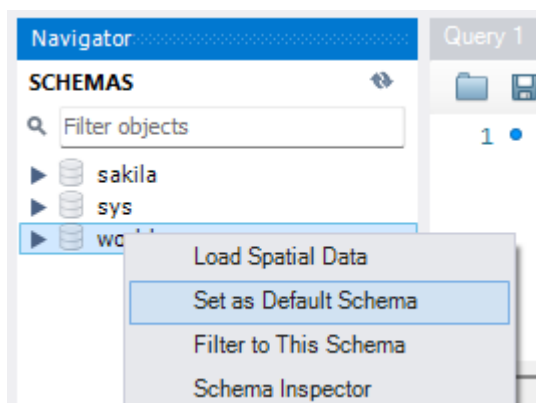 Navigator
Query 1
SCHEMAS
Filter objects
1
sakila
sys
Load Spatial Data
Set as Default Schema
Filter to This Schema
Schema Inspector